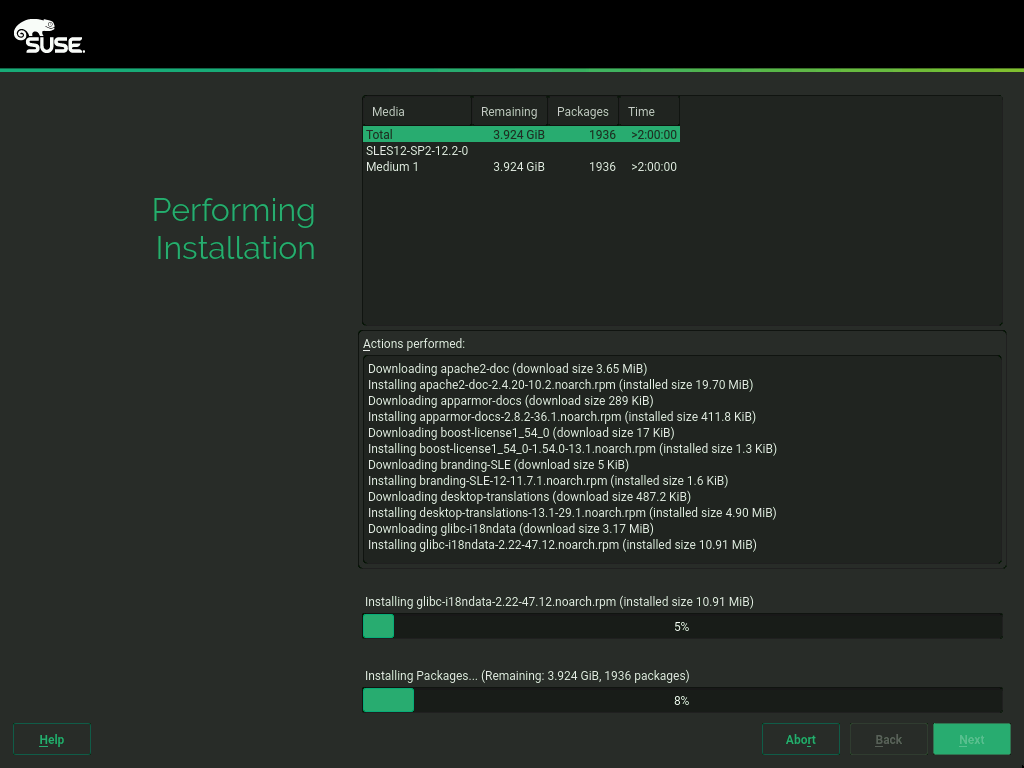 SUSE.
Performing
Installation
Media Remaining Packages Time
Total 3.924 GiB 1936 >2:00:00
SLES12-SP2-12.2-0
Medium 1 3.924 GiB 1936 >2:00:00
Actions performed:
Downloading apache2-doc (download size 3.65 MiB)
Installing apache2-doc-2.4.20-10.2.noarch.rpm (installed size 19.70 MiB)
Downloading apparmor-docs (download size 289 KiB)
Installing apparmor-docs-2.8.2-36.1.noarch.rpm (installed size 411.8 KiB)
Downloading boost-license1_54_0 (download size 17 KiB)
Installing boost-license1_54_0-1.54.0-13.1.noarch.rpm (installed size 1.3 KiB)
Downloading branding-SLE (download size 5 KiB)
Installing branding-SLE-12-11.7.1.noarch.rpm (installed size 1.6 KiB)
Downloading desktop-translations (download size 487.2 KiB)
Installing desktop-translations-13.1-29.1.noarch.rpm (installed size 4.90 MiB)
Downloading glibc-i18ndata (download size 3.17 MiB)
Installing glibc-i18ndata-2.22-47.12.noarch.rpm (installed size 10.91 MiB)
Installing glibc-i18ndata-2.22-47.12.noarch.rpm (installed size 10.91 MiB)
5%
Installing Packages... (Remaining: 3.924 GiB, 1936 packages)
8%
Help Abort Back Next